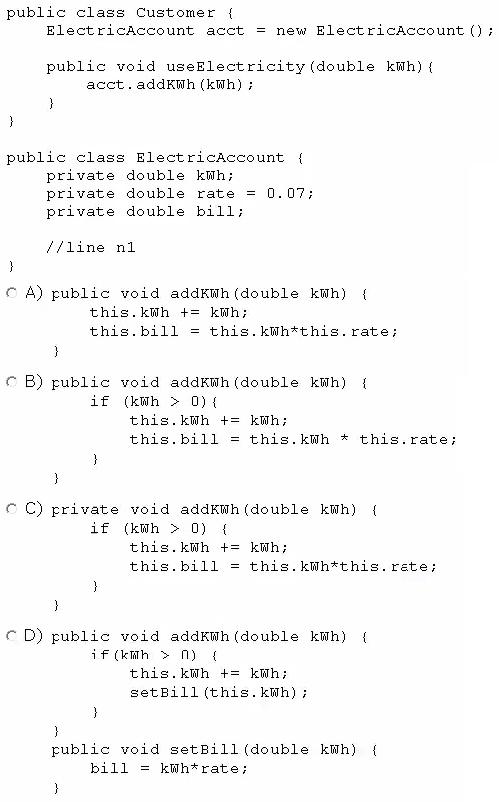 public class Customer {
ElectricAccount acct = new ElectricAccount();
public void useElectricity(double kWh){
acct.addKWh(kWh);
}
}
public class ElectricAccount {
private double kWh;
private double rate = 0.07;
private double bill;
//line n1
}
A) public void addKWh(double kWh) {
this.kWh += kWh;
this.bill = this.kWh*this.rate;
}
B) public void addKWh(double kWh) {
if (kWh > 0){
this.kWh += kWh;
this.bill = this.kWh * this.rate;
}
}
C) private void addKWh(double kWh) {
if (kWh > 0) {
this.kWh += kWh;
this.bill = this.kWh*this.rate;
}
}
D) public void addKWh(double kWh) {
if(kWh > 0) {
this.kWh += kWh;
setBill(this.kWh);
}
}
public void setBill(double kWh) {
bill = kWh*rate;
}